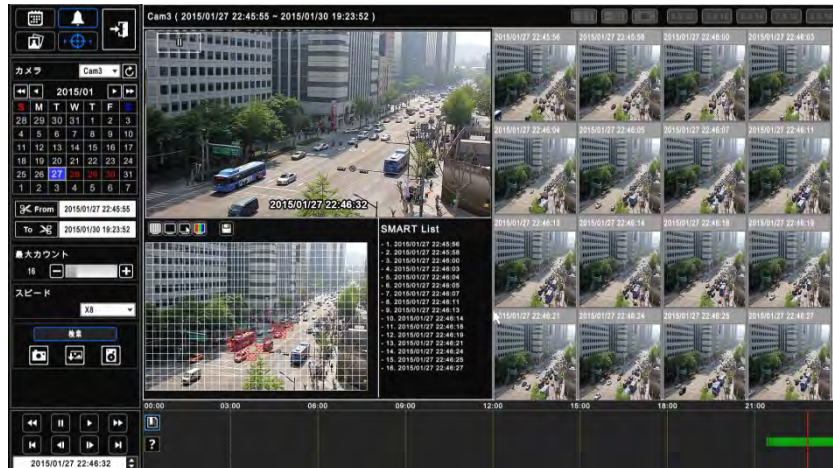 Cam3 ( 2015/01/27 22:45:55 ~ 2015/01/30 19:23:52 )
カメラ
Cam3
2015/01
S M T W T F S
28 29 30 31 1 2 3
4 5 6 7 8 9 10
11 12 13 14 15 16 17
18 19 20 21 22 23 24
25 26 27 28 29 30 31
1 2 3 4 5 6 7
From 2015/01/27 22:45:55
To 2015/01/30 19:23:52
最大カウント
16
スピード
X8
検索
2015/01/27 22:46:32
2015/01/27 22:46:32
SMART List
- 1. 2015/01/27 22:45:56
- 2. 2015/01/27 22:45:58
- 3. 2015/01/27 22:46:00
- 4. 2015/01/27 22:46:03
- 5. 2015/01/27 22:46:04
- 6. 2015/01/27 22:46:05
- 7. 2015/01/27 22:46:07
- 8. 2015/01/27 22:46:11
- 9. 2015/01/27 22:46:13
- 10. 2015/01/27 22:46:14
- 11. 2015/01/27 22:46:18
- 12. 2015/01/27 22:46:19
- 13. 2015/01/27 22:46:21
- 14. 2015/01/27 22:46:24
- 15. 2015/01/27 22:46:25
- 16. 2015/01/27 22:46:27
2015/01/27 22:45:56 2015/01/27 22:45:58 2015/01/27 22:46:00 2015/01/27 22:46:03
2015/01/27 22:46:04 2015/01/27 22:46:05 2015/01/27 22:46:07 2015/01/27 22:46:11
2015/01/27 22:46:13 2015/01/27 22:46:14 2015/01/27 22:46:18 2015/01/27 22:46:19
2015/01/27 22:46:21 2015/01/27 22:46:24 2015/01/27 22:46:25 2015/01/27 22:46:27
00:00 03:00 06:00 09:00 12:00 15:00 18:00 21:00
?